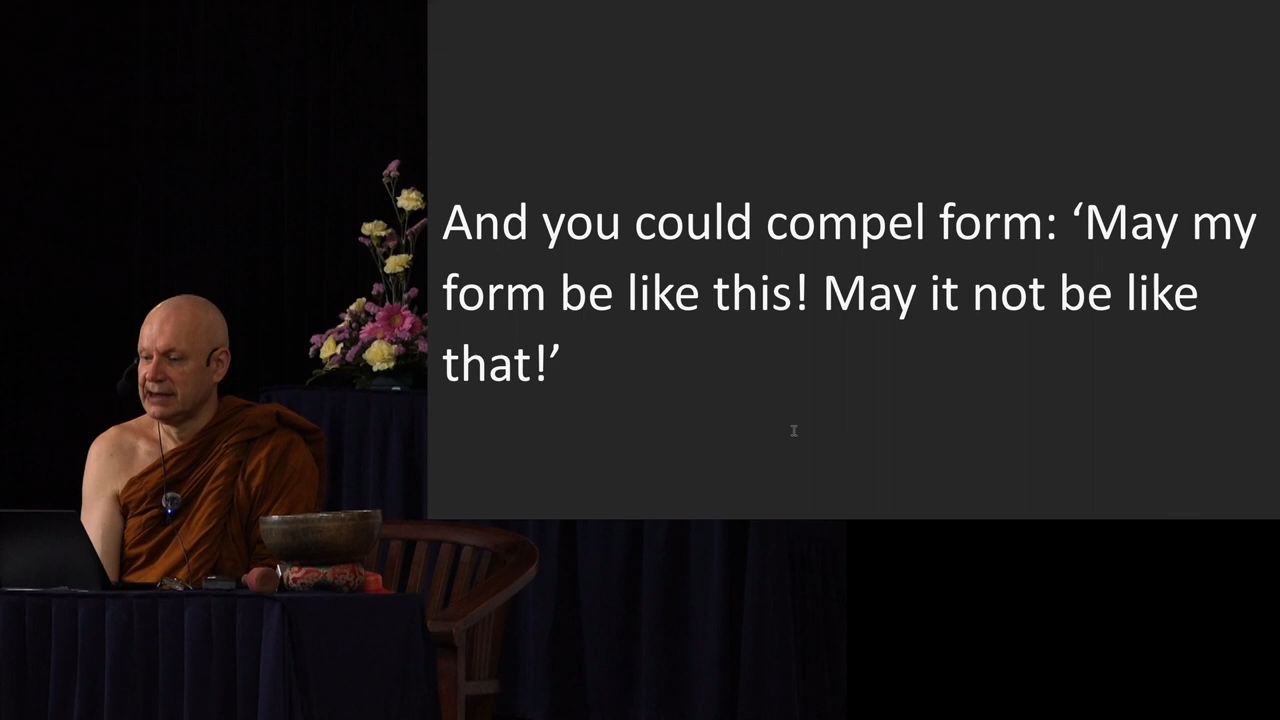 And you could compel form: ‘May my
form be like this! May it not be like
that!’